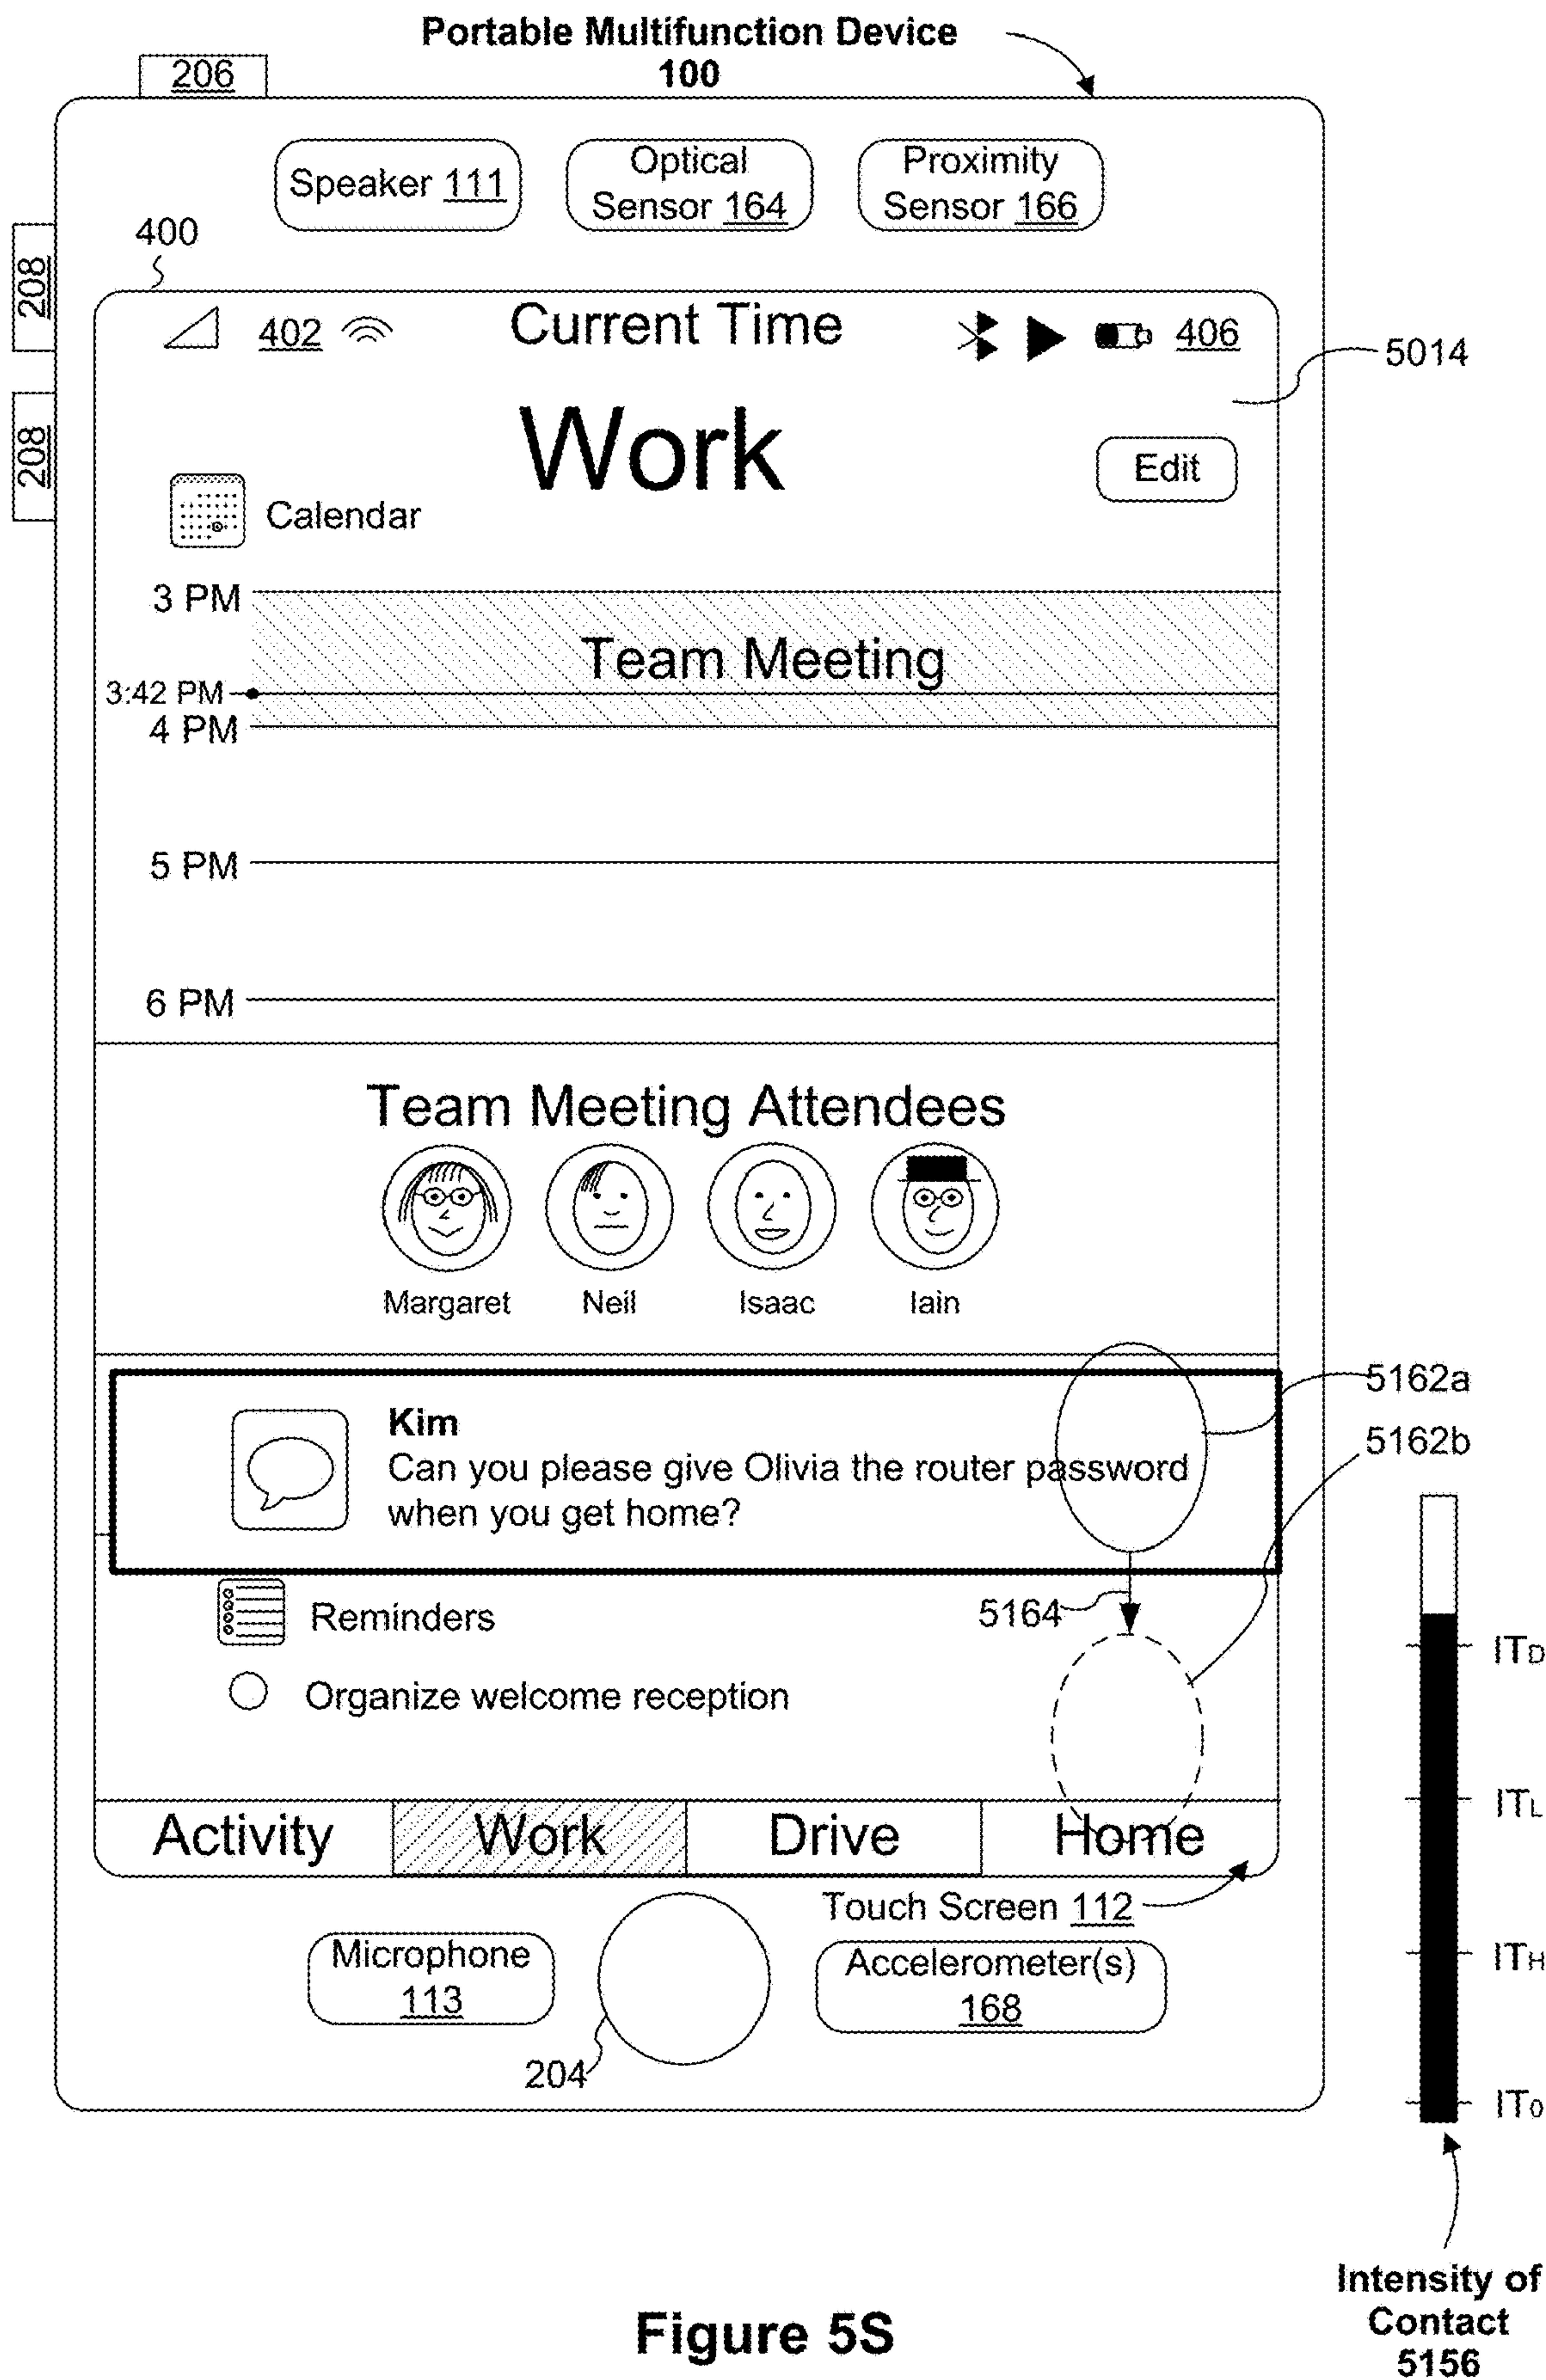 Portable Multifunction Device
100
206
Speaker 111
Optical
Sensor 164
Proximity
Sensor 166
400
208
208
402
Current Time
406
5014
Work
Edit
Calendar
3 PM
Team Meeting
3:42 PM
4 PM
5 PM
6 PM
Team Meeting Attendees
Margaret
Neil
Isaac
Iain
5162a
5162b
Kim
Can you please give Olivia the router password
when you get home?
5164
Reminders
Organize welcome reception
ITD
ITL
ITH
IT0
Activity
Work
Drive
Home
Touch Screen 112
Microphone
113
Accelerometer(s)
168
204
Intensity of
Contact
5156
Figure 5S